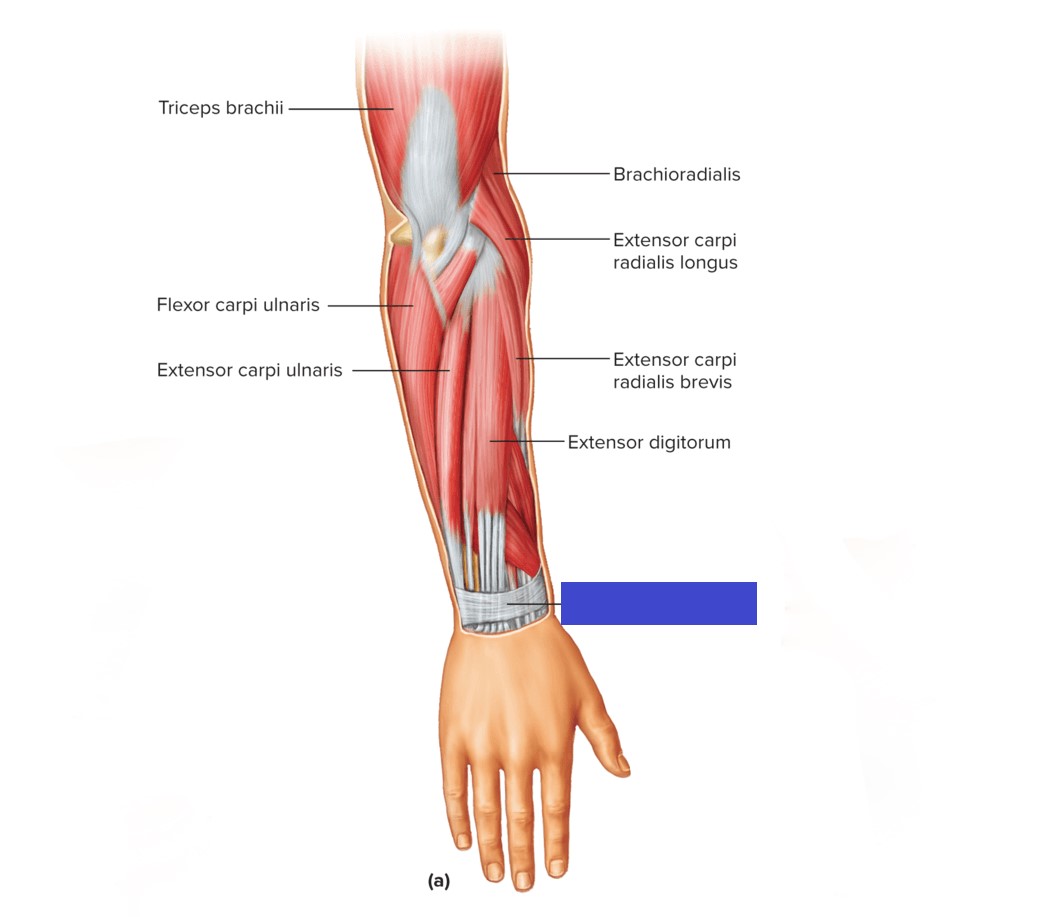 Triceps brachii
Brachioradialis
Extensor carpi
radialis longus
Flexor carpi ulnaris
Extensor carpi
radialis brevis
Extensor carpi ulnaris
Extensor digitorum
(a)